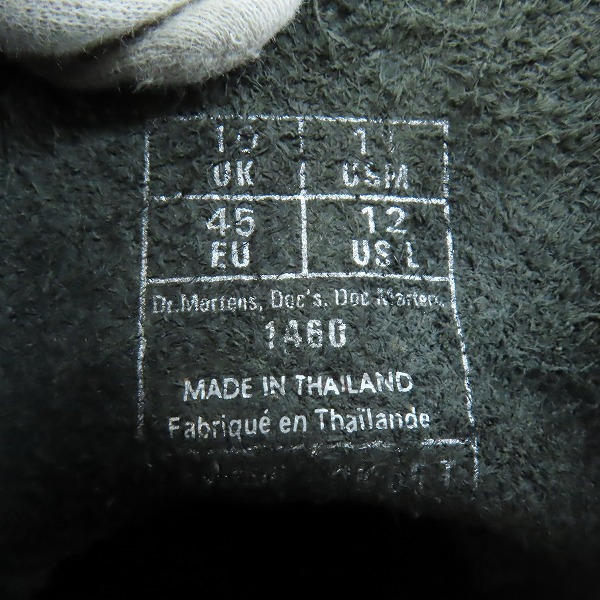 10 11
UK USM
45 12
EU US L
Dr.Martens, Doc's, Doc Martens,
1460
MADE IN THAILAND
Fabriqué en Thaïlande